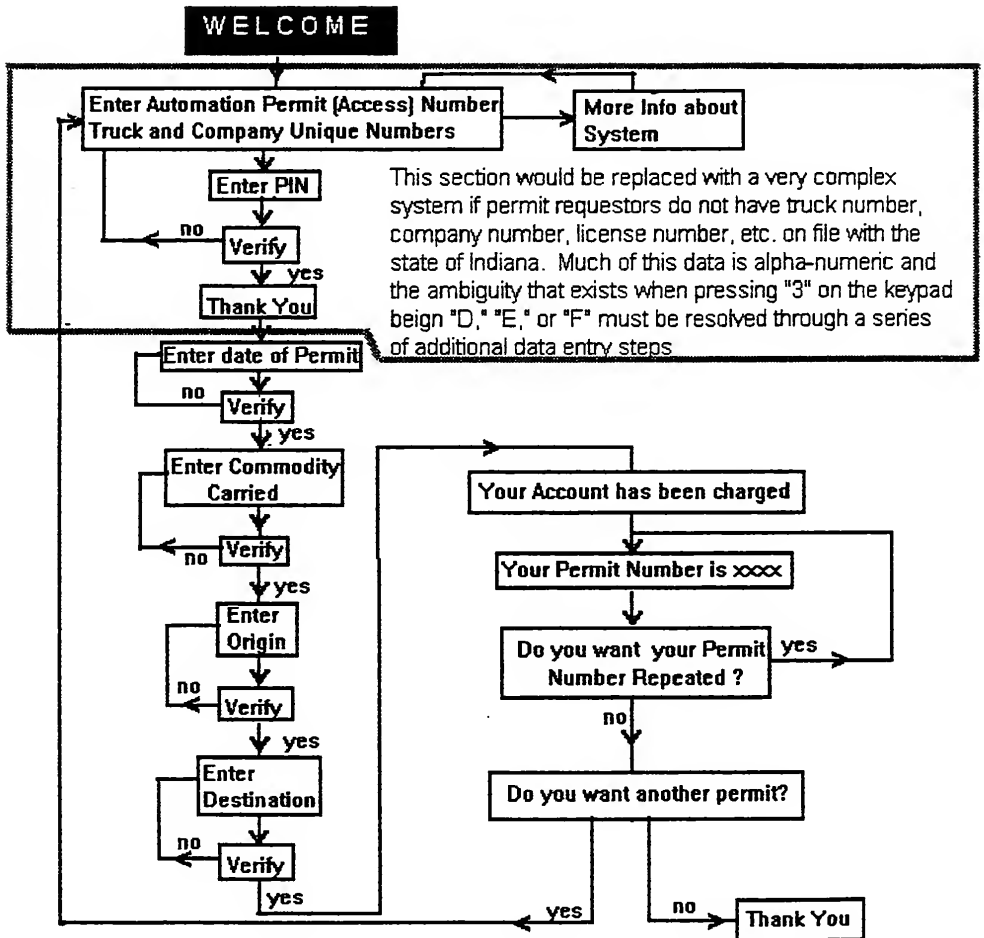 WELCOME
Enter Automation Permit (Access) Number
Truck and Company Unique Numbers
More Info about
System
Enter PIN
no
Verify
yes
Thank You
This section would be replaced with a very complex
system if permit requestors do not have truck number,
company number, license number, etc. on file with the
state of Indiana. Much of this data is alpha-numeric and
the ambiguity that exists when pressing "3" on the keypad
beign "D," "E," or "F" must be resolved through a series
of additional data entry steps
Enter date of Permit
no
Verify
yes
Enter Commodity
Carried
no
Verify
yes
Enter
Origin
no
Verify
yes
Enter
Destination
no
Verify
yes
Your Account has been charged
Your Permit Number is xxxx
Do you want your Permit
Number Repeated ?
yes
no
Do you want another permit?
yes
no
Thank You